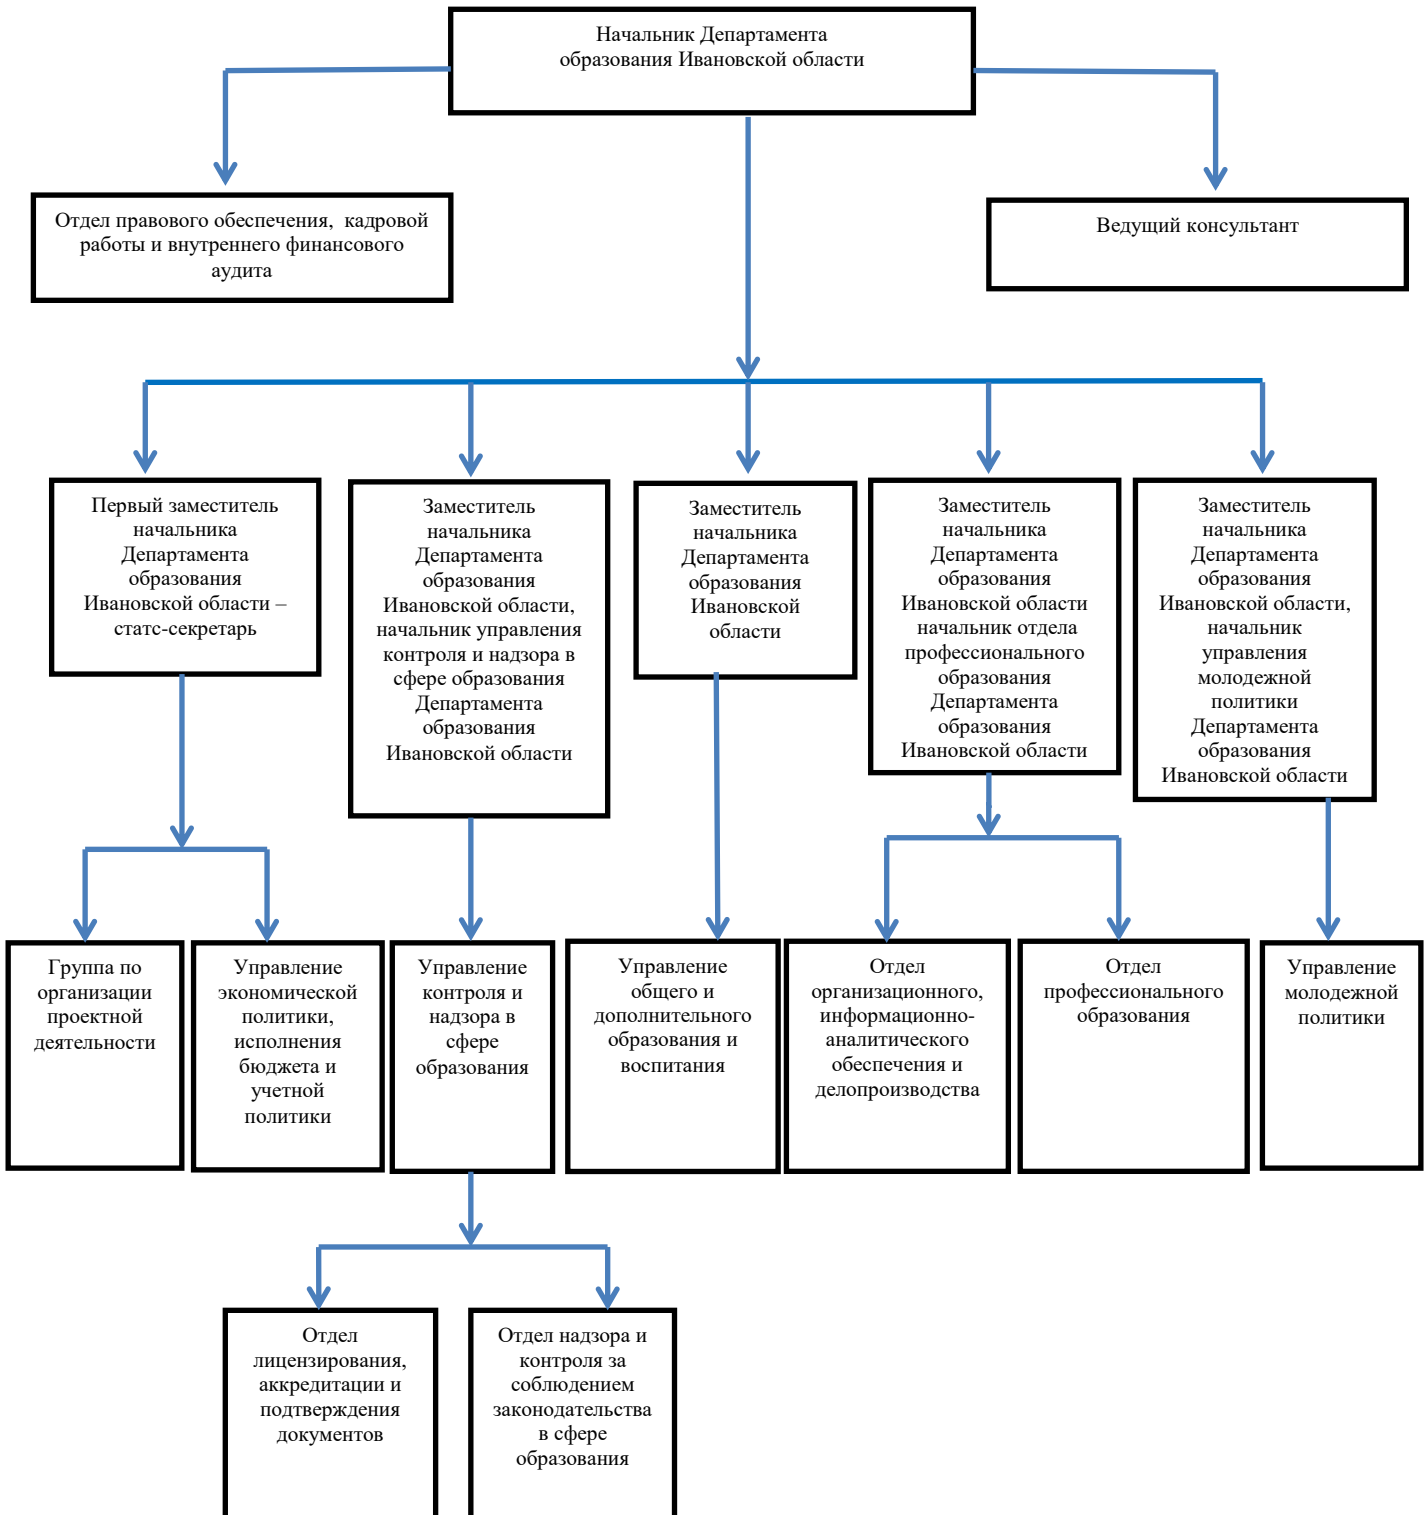 Начальник Департамента
образования Ивановской области
Отдел правового обеспечения, кадровой
работы и внутреннего финансового
аудита
Ведущий консультант
Первый заместитель
начальника
Департамента
образования
Ивановской области –
статс-секретарь
Заместитель
начальника
Департамента
образования
Ивановской области,
начальник управления
контроля и надзора в
сфере образования
Департамента
образования
Ивановской области
Заместитель
начальника
Департамента
образования
Ивановской
области
Заместитель
начальника
Департамента
образования
Ивановской области
начальник отдела
профессионального
образования
Департамента
образования
Ивановской области
Заместитель
начальника
Департамента
образования
Ивановской области,
начальник
управления
молодежной
политики
Департамента
образования
Ивановской области
Группа по
организации
проектной
деятельности
Управление
экономической
политики,
исполнения
бюджета и
учетной
политики
Управление
контроля и
надзора в
сфере
образования
Управление
общего и
дополнительного
образования и
воспитания
Отдел
организационного,
информационно-
аналитического
обеспечения и
делопроизводства
Отдел
профессионального
образования
Управление
молодежной
политики
Отдел
лицензирования,
аккредитации и
подтверждения
документов
Отдел надзора и
контроля за
соблюдением
законодательства
в сфере
образования